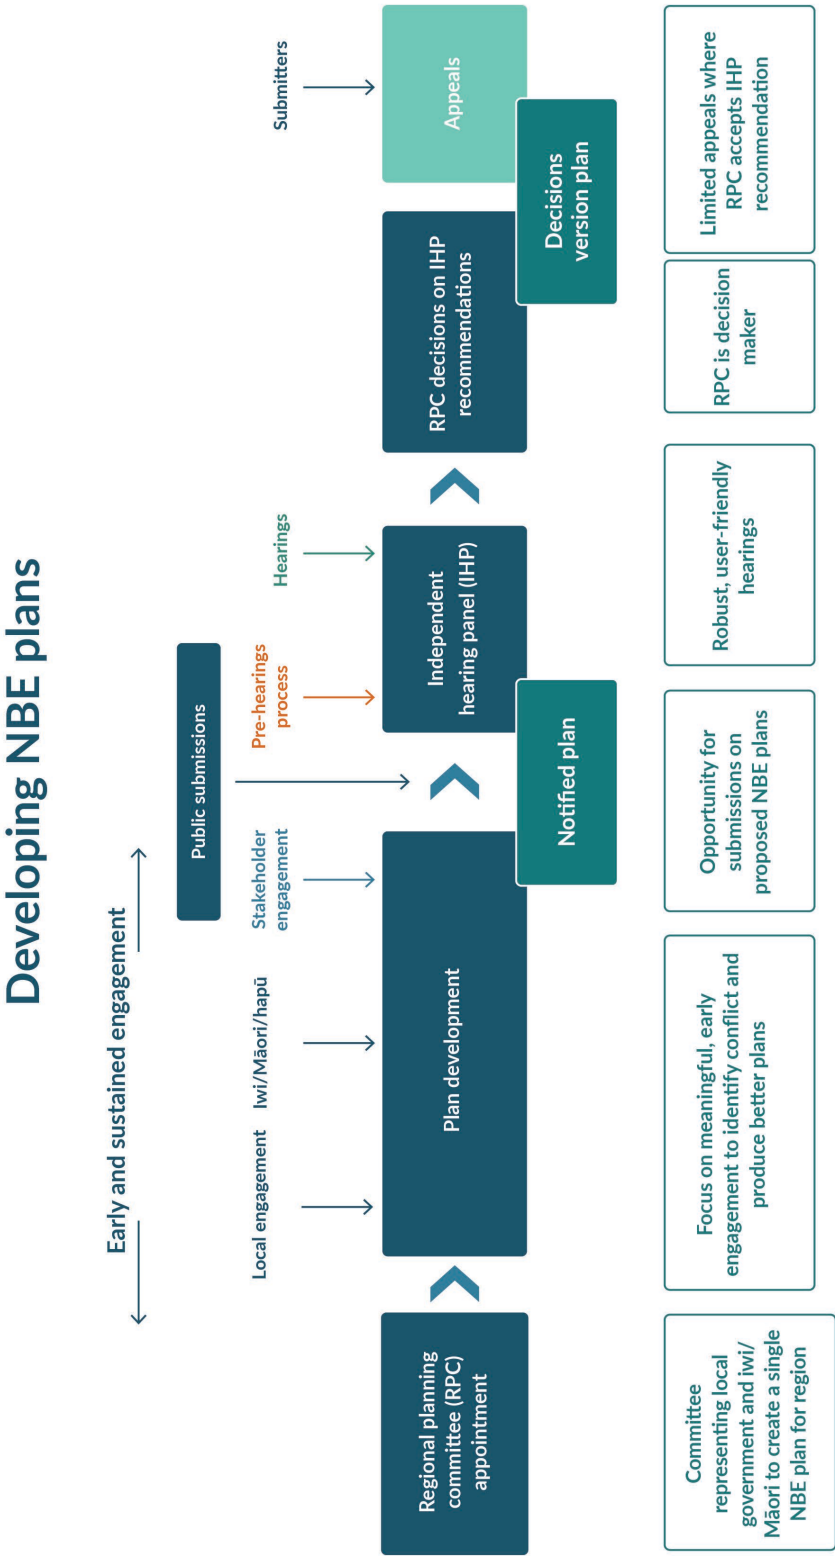 Developing NBE plans
Early and sustained engagement
Public submissions
Local engagement
Iwi/Māori/hapū
Stakeholder
engagement
Pre-hearings
process
Hearings
Submitters
Regional planning
committee (RPC)
appointment
Plan development
Independent
hearing panel (IHP)
RPC decisions on IHP
recommendations
Appeals
Notified plan
Decisions
version plan
Committee
representing local
government and iwi/
Māori to create a single
NBE plan for region
Focus on meaningful, early
engagement to identify conflict and
produce better plans
Opportunity for
submissions on
proposed NBE plans
Robust, user-friendly
hearings
RPC is decision
maker
Limited appeals where
RPC accepts IHP
recommendation